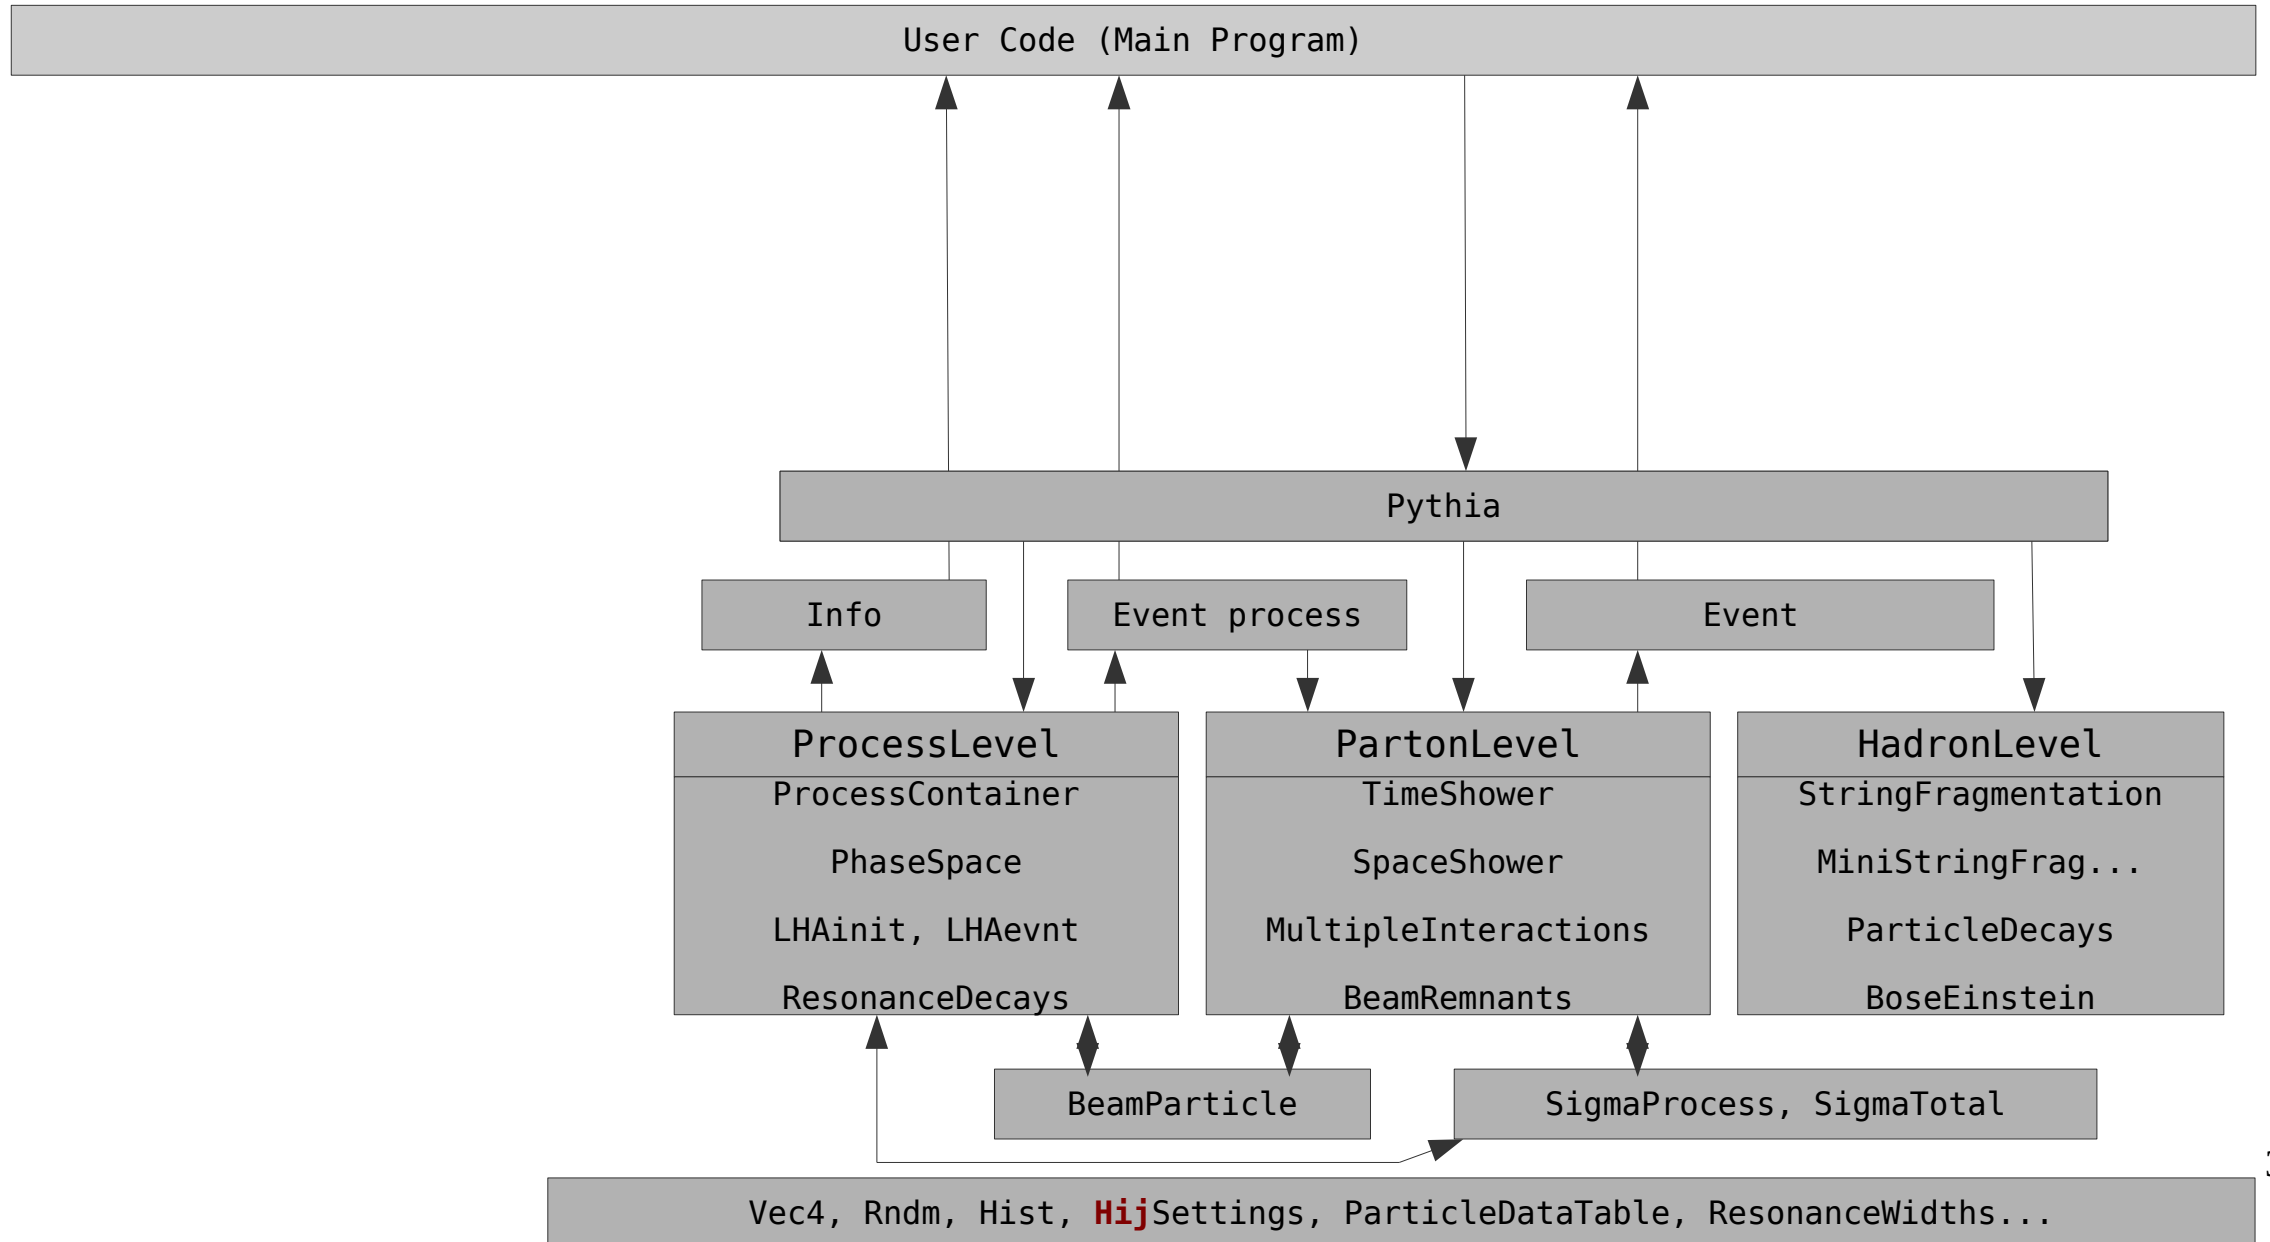 User Code (Main Program)
Pythia
Info
Event process
Event
ProcessLevel
ProcessContainer
PhaseSpace
LHAinit, LHAevnt
ResonanceDecays
PartonLevel
TimeShower
SpaceShower
MultipleInteractions
BeamRemnants
HadronLevel
StringFragmentation
MiniStringFrag...
ParticleDecays
BoseEinstein
BeamParticle
SigmaProcess, SigmaTotal
Vec4, Rndm, Hist, HijSettings, ParticleDataTable, ResonanceWidths...